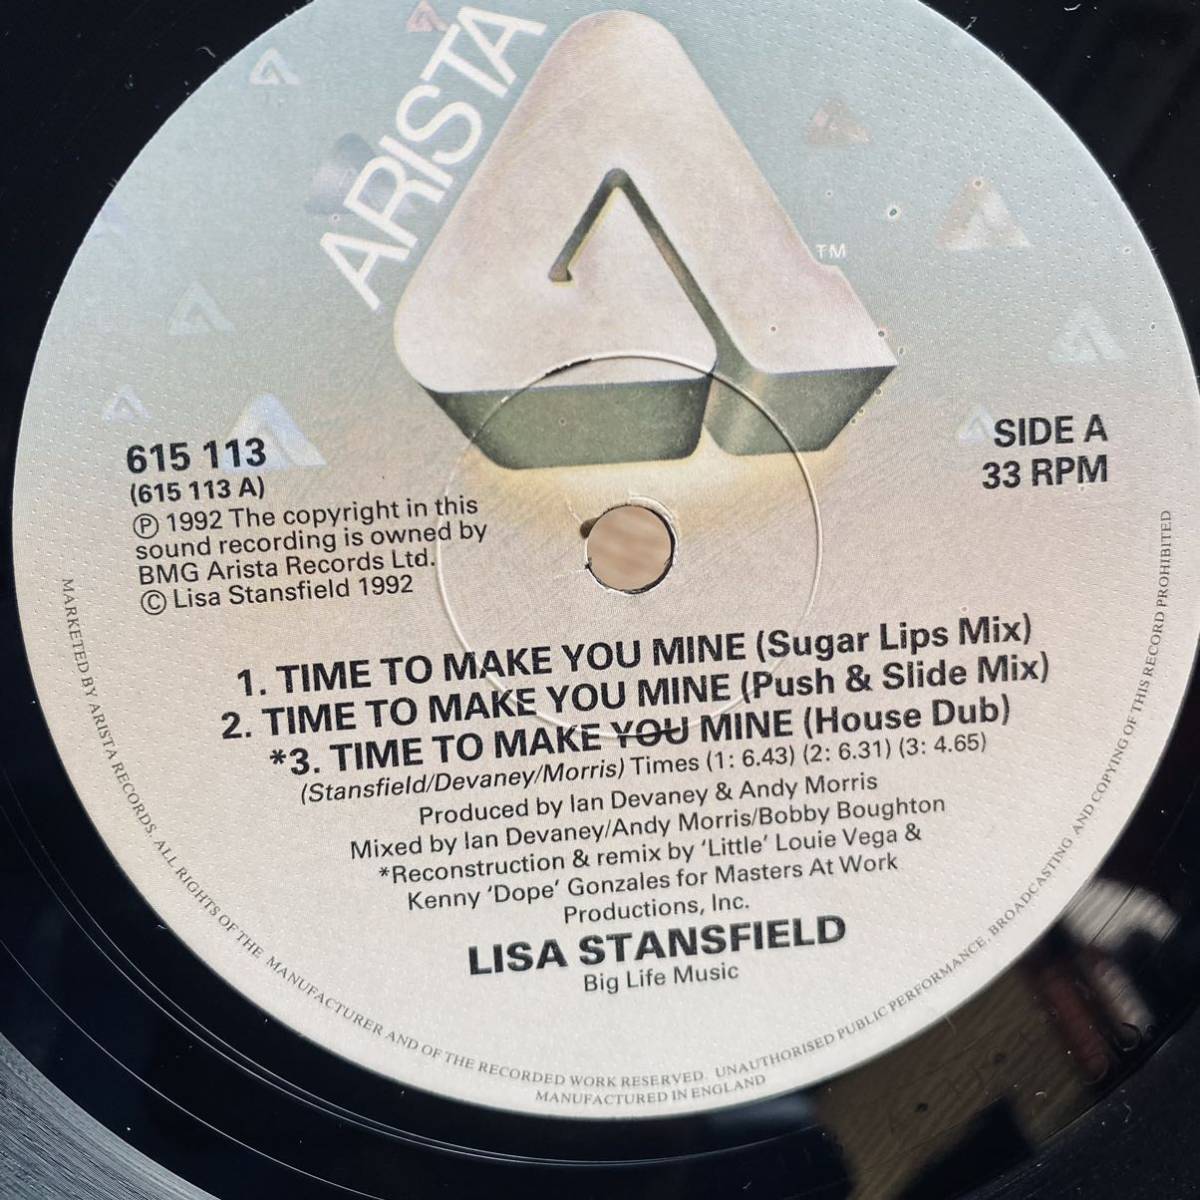 ARISTA
TM
615 113
(615 113 A)
Ⓟ 1992 The copyright in this
sound recording is owned by
BMG Arista Records Ltd.
© Lisa Stansfield 1992
SIDE A
33 RPM
1. TIME TO MAKE YOU MINE (Sugar Lips Mix)
2. TIME TO MAKE YOU MINE (Push & Slide Mix)
*3. TIME TO MAKE YOU MINE (House Dub)
(Stansfield/Devaney/Morris) Times (1: 6.43) (2: 6.31) (3: 4.65)
Produced by Ian Devaney & Andy Morris
Mixed by Ian Devaney/Andy Morris/Bobby Boughton
*Reconstruction & remix by ‘Little’ Louie Vega &
Kenny ‘Dope’ Gonzales for Masters At Work
Productions, Inc.
LISA STANSFIELD
Big Life Music
MARKETED BY ARISTA RECORDS. ALL RIGHTS OF THE MANUFACTURER AND OF THE RECORDED WORK RESERVED. UNAUTHORISED PUBLIC PERFORMANCE, BROADCASTING AND COPYING OF THIS RECORD PROHIBITED
MANUFACTURED IN ENGLAND